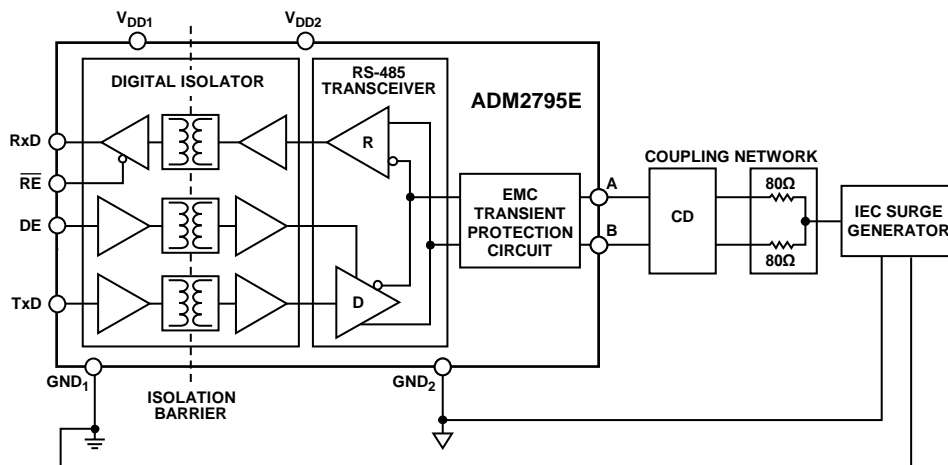 VDD1
VDD2
DIGITAL ISOLATOR
RS-485
TRANSCEIVER
ADM2795E
RxD
R
RE
DE
TxD
D
EMC
TRANSIENT
PROTECTION
CIRCUIT
A
B
COUPLING NETWORK
CD
80Ω
80Ω
IEC SURGE
GENERATOR
GND1
ISOLATION
BARRIER
GND2